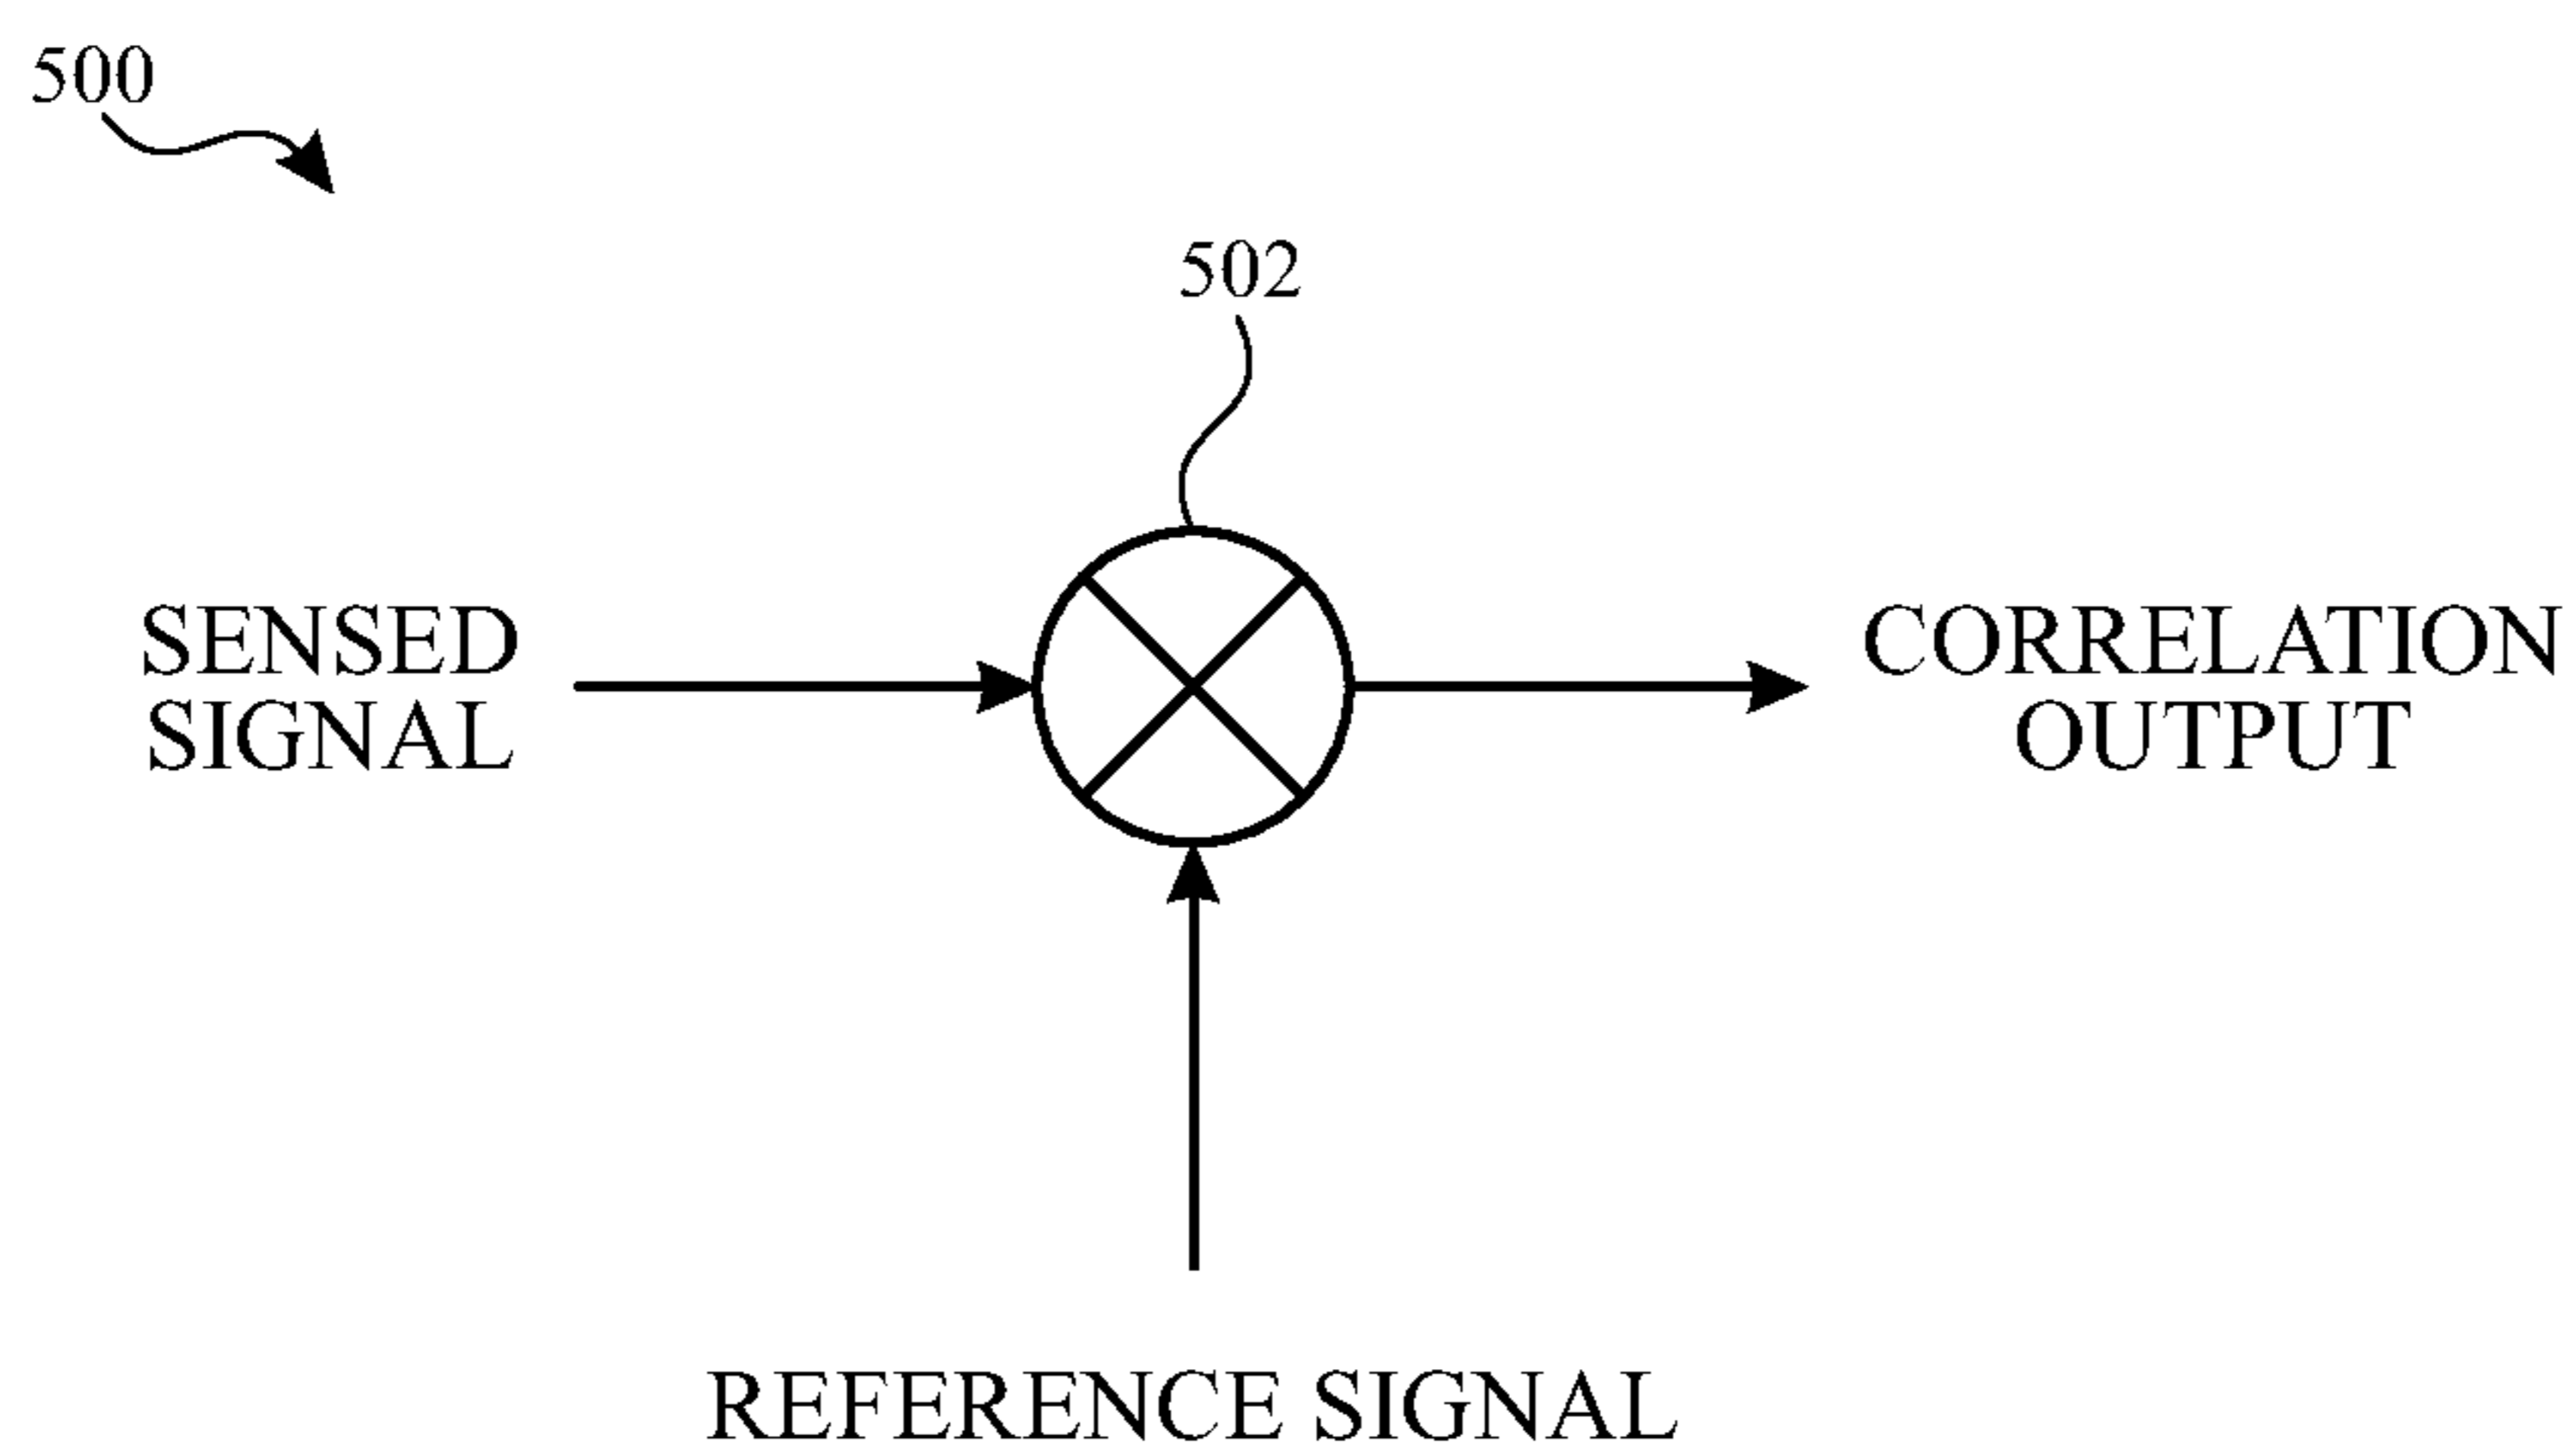 500
502
SENSED
SIGNAL
CORRELATION
OUTPUT
REFERENCE SIGNAL